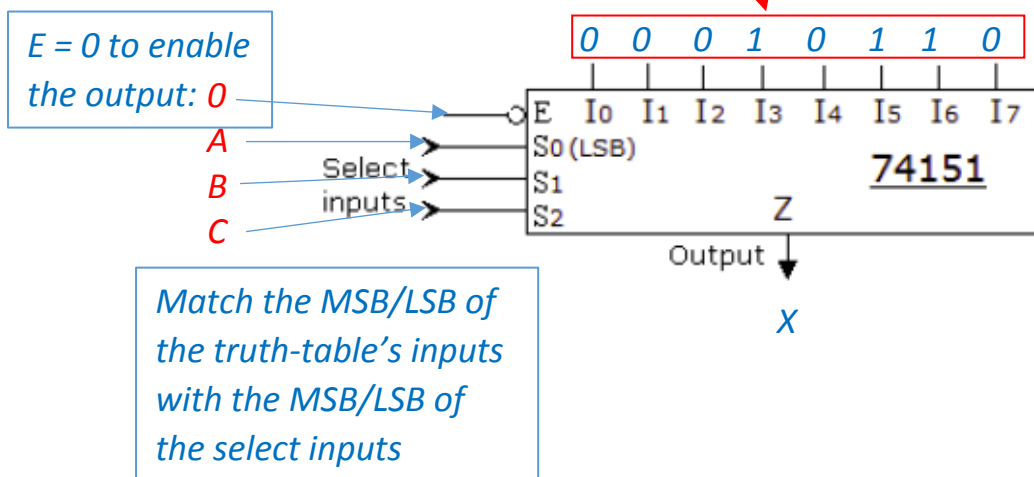 E = 0 to enable
the output: 0
A
B
C
0 0 0 1 0 1 1 0
E I0 I1 I2 I3 I4 I5 I6 I7
S0 (LSB)
S1
S2
Select
inputs
74151
Z
Output
X
Match the MSB/LSB of
the truth-table’s inputs
with the MSB/LSB of
the select inputs